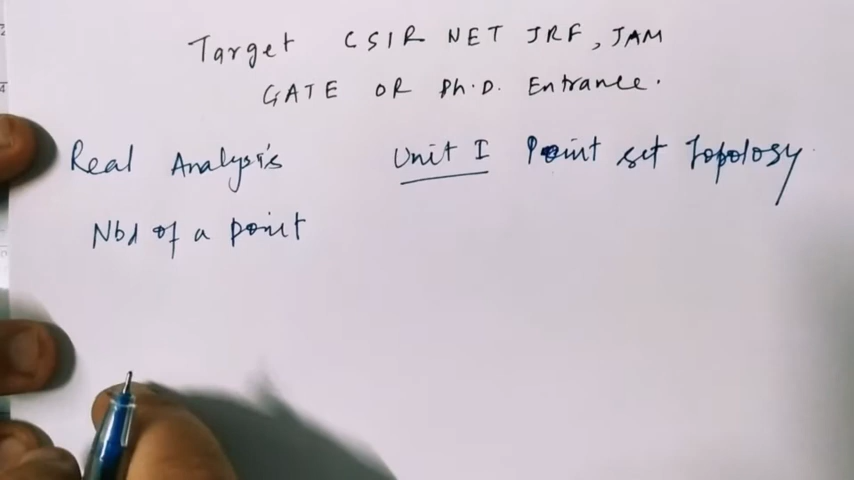 Target CSIR NET JRF, JAM
GATE OR Ph.D. Entrance.
Real Analysis Unit I Point set Topology
Nbd of a point